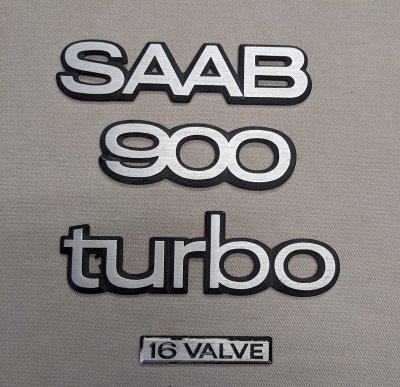 SAAB
900
turbo
16 VALVE